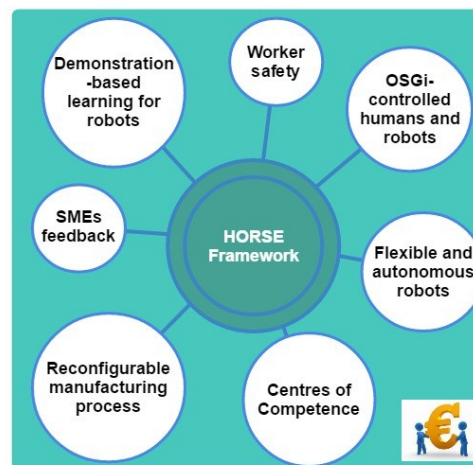 Demonstration
-based
learning for
robots
Worker
safety
OSGi-
controlled
humans and
robots
SMEs
feedback
HORSE
Framework
Flexible and
autonomous
robots
Reconfigurable
manufacturing
process
Centres of
Competence
€